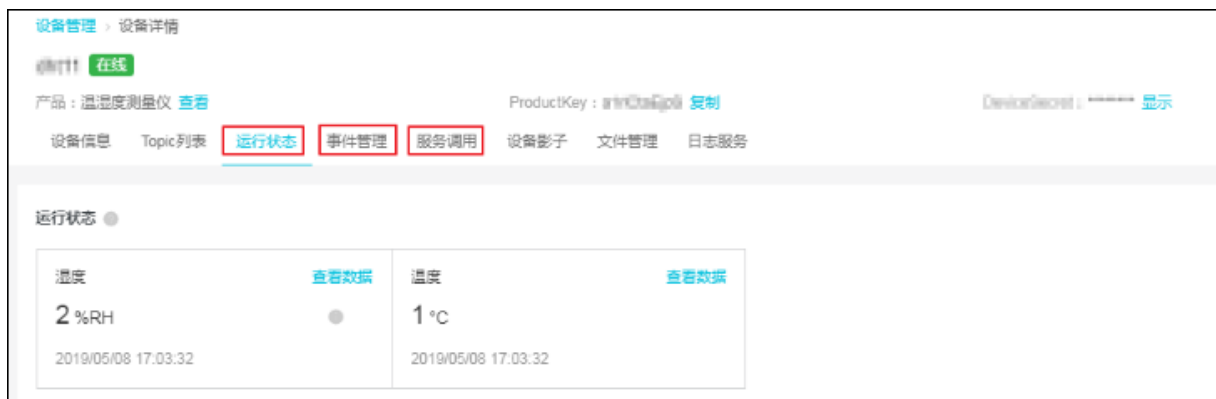 设备管理 > 设备详情
在线
产品：温湿度测量仪 查看 ProductKey： 复制 DeviceSecret：****** 显示
设备信息 Topic列表 运行状态 事件管理 服务调用 设备影子 文件管理 日志服务
运行状态
湿度 查看数据 温度 查看数据
2 %RH 1 °C
2019/05/08 17:03:32 2019/05/08 17:03:32